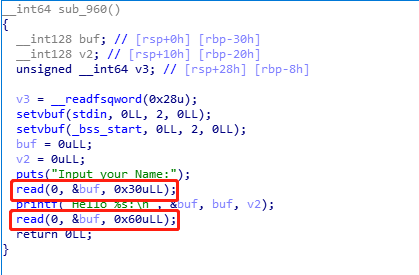 __int64 sub_960()
{
__int128 buf; // [rsp+0h] [rbp-30h]
__int128 v2; // [rsp+10h] [rbp-20h]
unsigned __int64 v3; // [rsp+28h] [rbp-8h]
v3 = __readfsqword(0x28u);
setvbuf(stdin, 0LL, 2, 0LL);
setvbuf(_bss_start, 0LL, 2, 0LL);
buf = 0uLL;
v2 = 0uLL;
puts("Input your Name:");
read(0, &buf, 0x30uLL);
printf("Hello %s:\n", &buf, buf, v2);
read(0, &buf, 0x60uLL);
return 0LL;
}